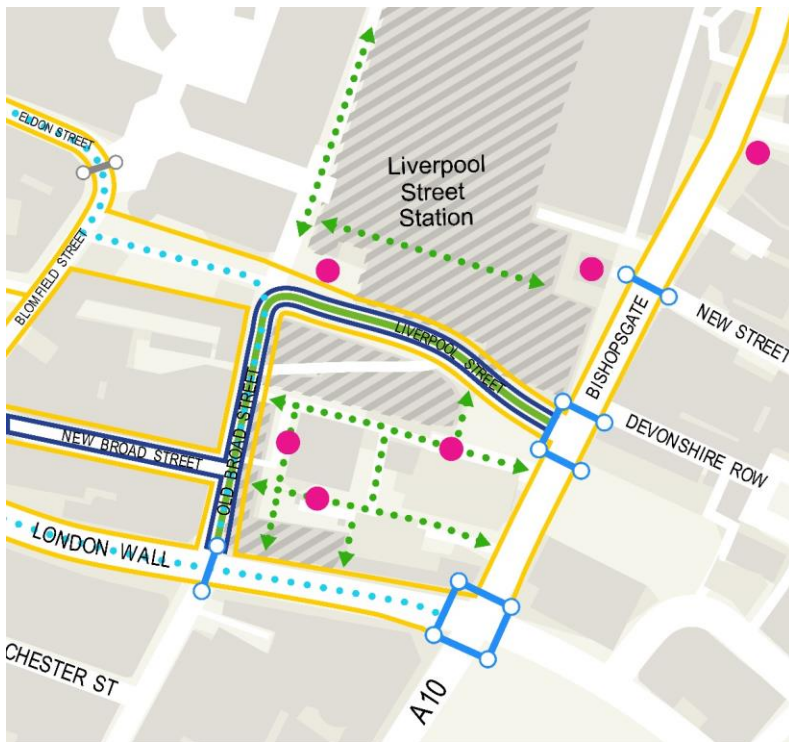 ELDON STREET
Liverpool
Street
Station
BLOMFIELD STREET
LIVERPOOL STREET
BISHOPSGATE
NEW STREET
OLD BROAD STREET
DEVONSHIRE ROW
NEW BROAD STREET
LONDON WALL
CHESTER ST
A10